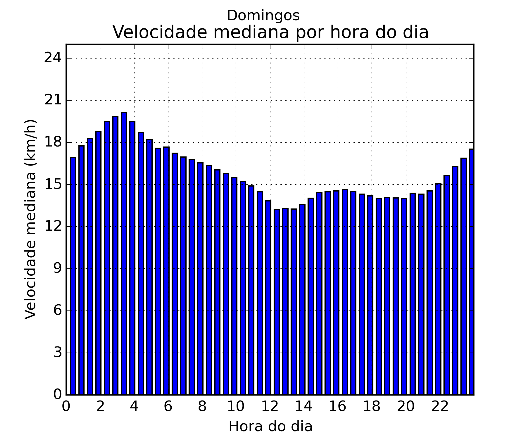 Domingos
Velocidade mediana por hora do dia
Velocidade mediana (km/h)
24
21
18
15
12
9
6
3
0
0 2 4 6 8 10 12 14 16 18 20 22
Hora do dia